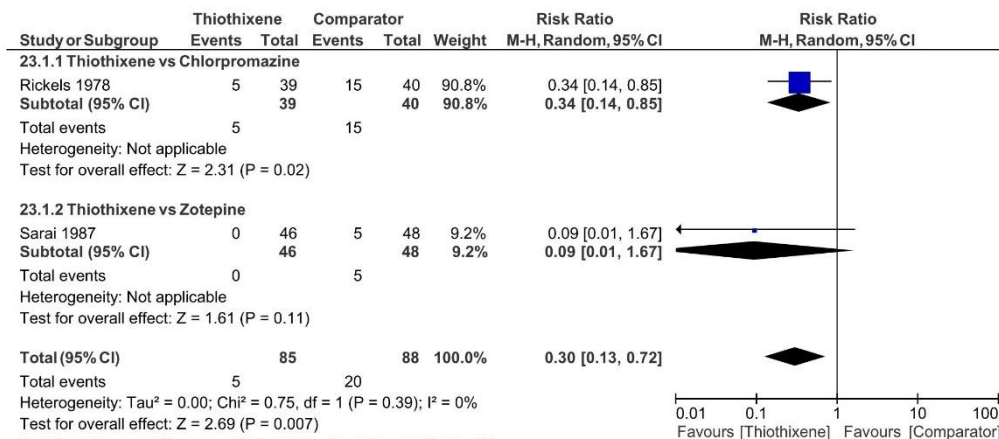 Thiothixene Comparator Risk Ratio Risk Ratio
Study or Subgroup Events Total Events Total Weight M-H, Random, 95% CI M-H, Random, 95% CI
23.1.1 Thiothixene vs Chlorpromazine
Rickels 1978 5 39 15 40 90.8% 0.34 [0.14, 0.85]
Subtotal (95% CI) 39 40 90.8% 0.34 [0.14, 0.85]
Total events 5 15
Heterogeneity: Not applicable
Test for overall effect: Z = 2.31 (P = 0.02)
23.1.2 Thiothixene vs Zotepine
Sarai 1987 0 46 5 48 9.2% 0.09 [0.01, 1.67]
Subtotal (95% CI) 46 48 9.2% 0.09 [0.01, 1.67]
Total events 0 5
Heterogeneity: Not applicable
Test for overall effect: Z = 1.61 (P = 0.11)
Total (95% CI) 85 88 100.0% 0.30 [0.13, 0.72]
Total events 5 20
Heterogeneity: Tau² = 0.00; Chi² = 0.75, df = 1 (P = 0.39); I² = 0%
Test for overall effect: Z = 2.69 (P = 0.007)
0.01 0.1 1 10 100
Favours [Thiothixene] Favours [Comparator]